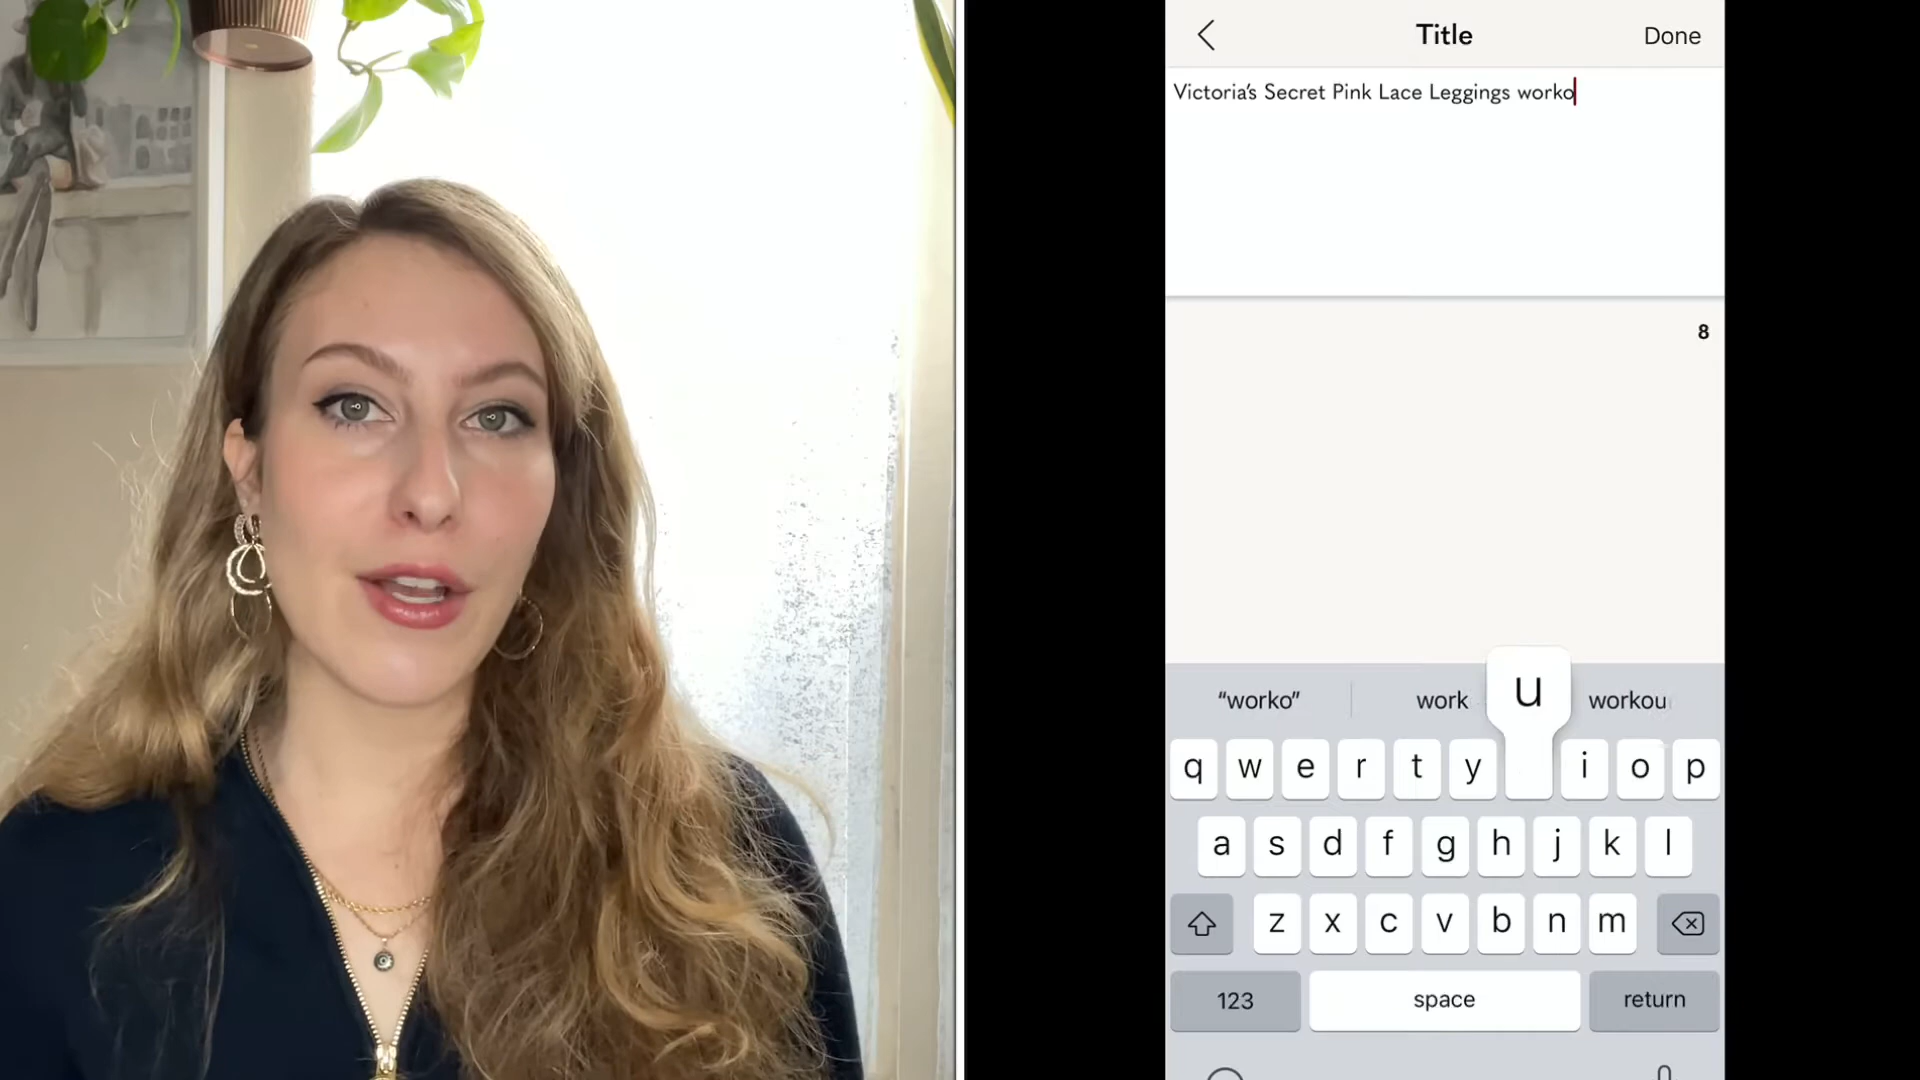 Title
Done
Victoria's Secret Pink Lace Leggings worko
8
“worko”
work
workou
u
q w e r t y i o p
a s d f g h j k l
z x c v b n m
123
space
return